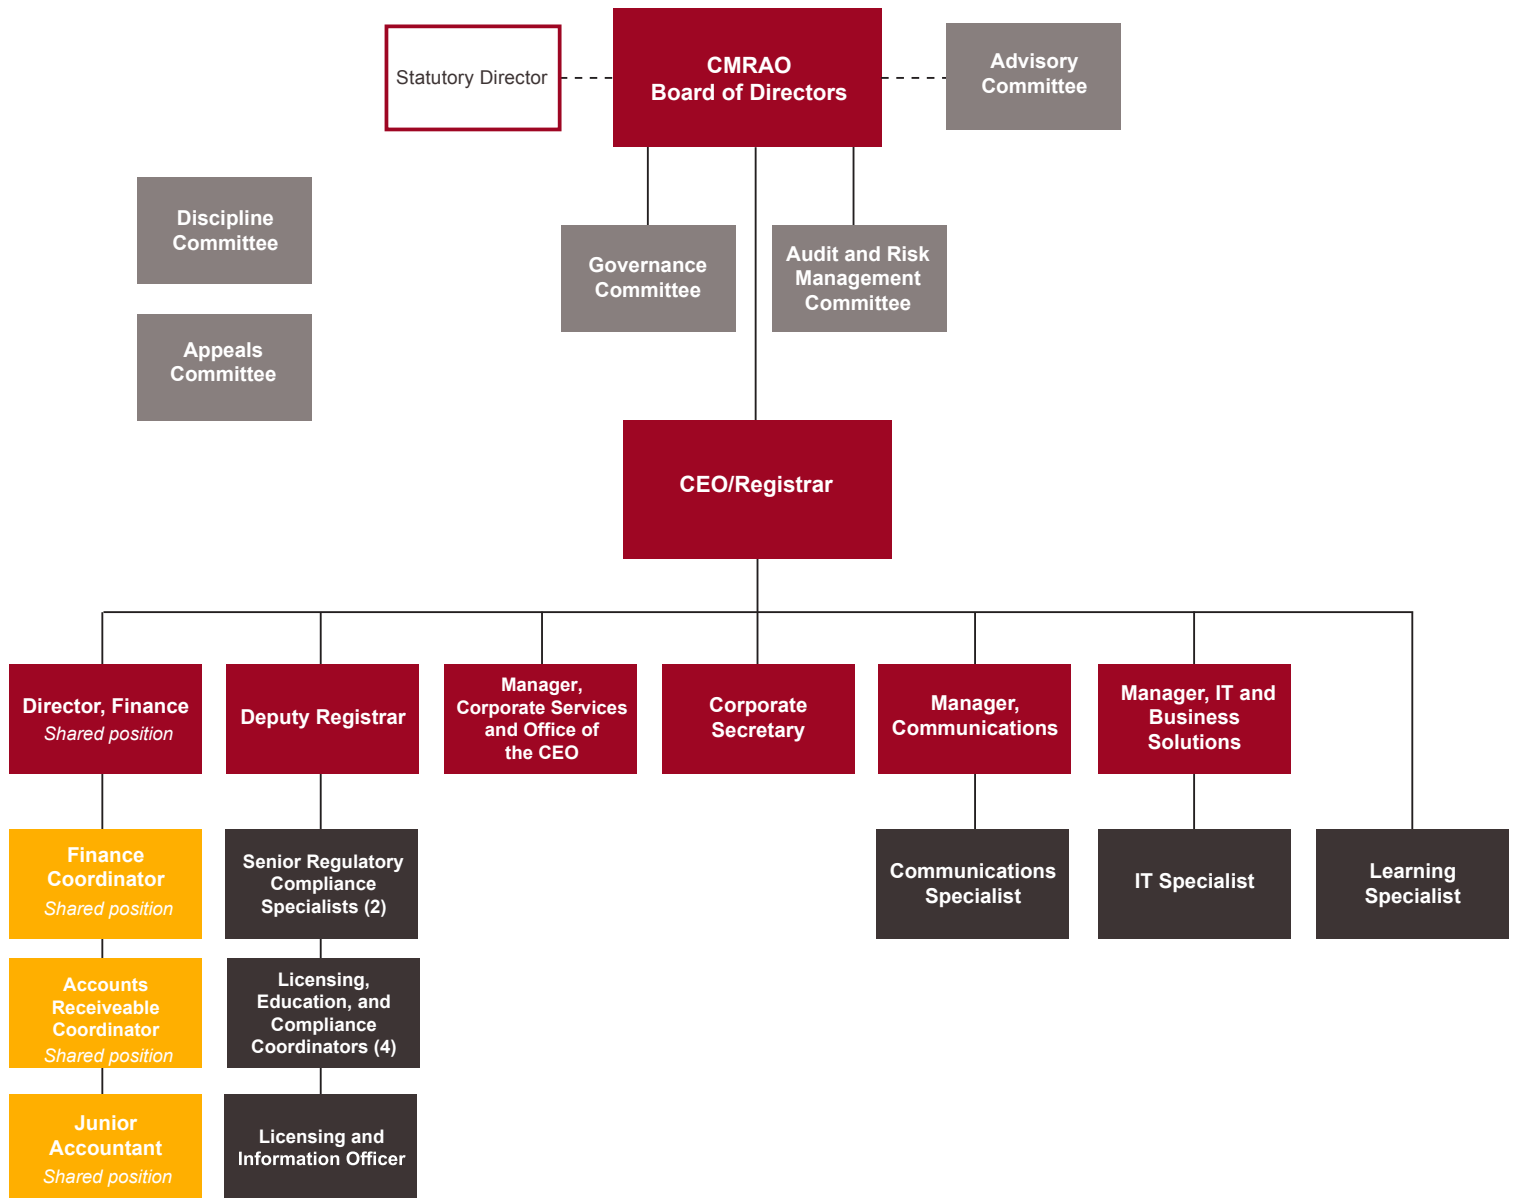 Statutory Director
CMRAO
Board of Directors
Advisory
Committee
Discipline
Committee
Governance
Committee
Audit and Risk
Management
Committee
Appeals
Committee
CEO/Registrar
Director, Finance
Shared position
Deputy Registrar
Manager,
Corporate Services
and Office of
the CEO
Corporate
Secretary
Manager,
Communications
Manager, IT and
Business
Solutions
Finance
Coordinator
Shared position
Senior Regulatory
Compliance
Specialists (2)
Communications
Specialist
IT Specialist
Learning
Specialist
Accounts
Receiveable
Coordinator
Shared position
Licensing,
Education, and
Compliance
Coordinators (4)
Junior
Accountant
Shared position
Licensing and
Information Officer